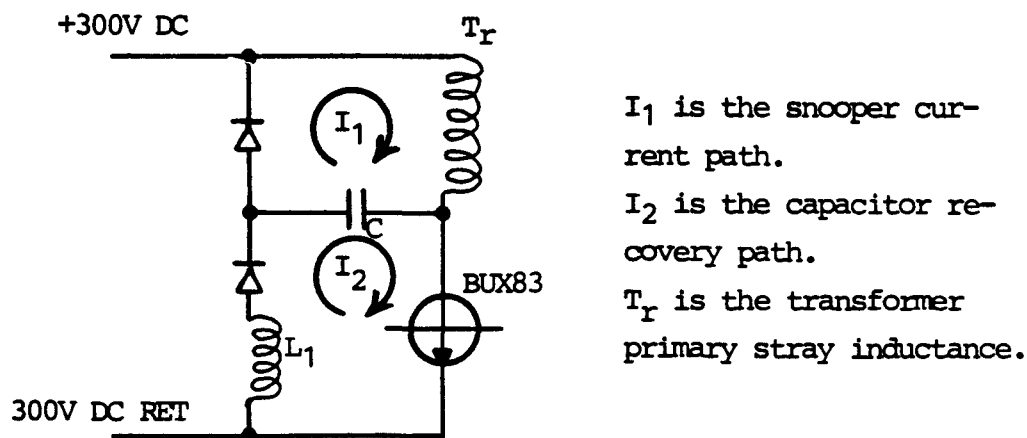 +300V DC
Tr
I1
C
I2
BUX83
L1
300V DC RET
I1 is the snooper cur-
rent path.
I2 is the capacitor re-
covery path.
Tr is the transformer
primary stray inductance.